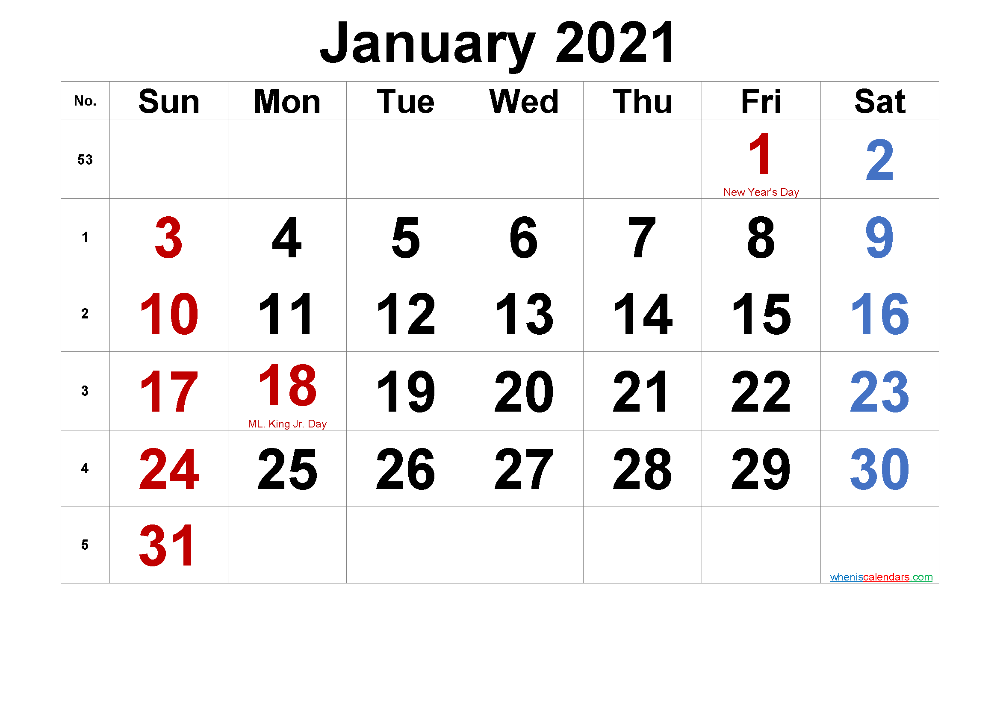 January 2021
No. Sun Mon Tue Wed Thu Fri Sat
53 1 2
New Year's Day
1 3 4 5 6 7 8 9
2 10 11 12 13 14 15 16
3 17 18 19 20 21 22 23
ML. King Jr. Day
4 24 25 26 27 28 29 30
5 31
wheniscalendars.com